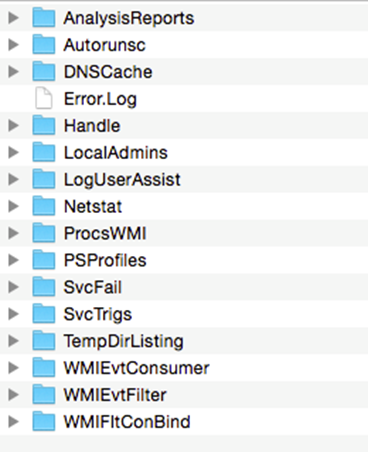 AnalysisReports
Autorunsc
DNSCache
Error.Log
Handle
LocalAdmins
LogUserAssist
Netstat
ProcsWMI
PSProfiles
SvcFail
SvcTrigs
TempDirListing
WMIEvtConsumer
WMIEvtFilter
WMIFltConBind